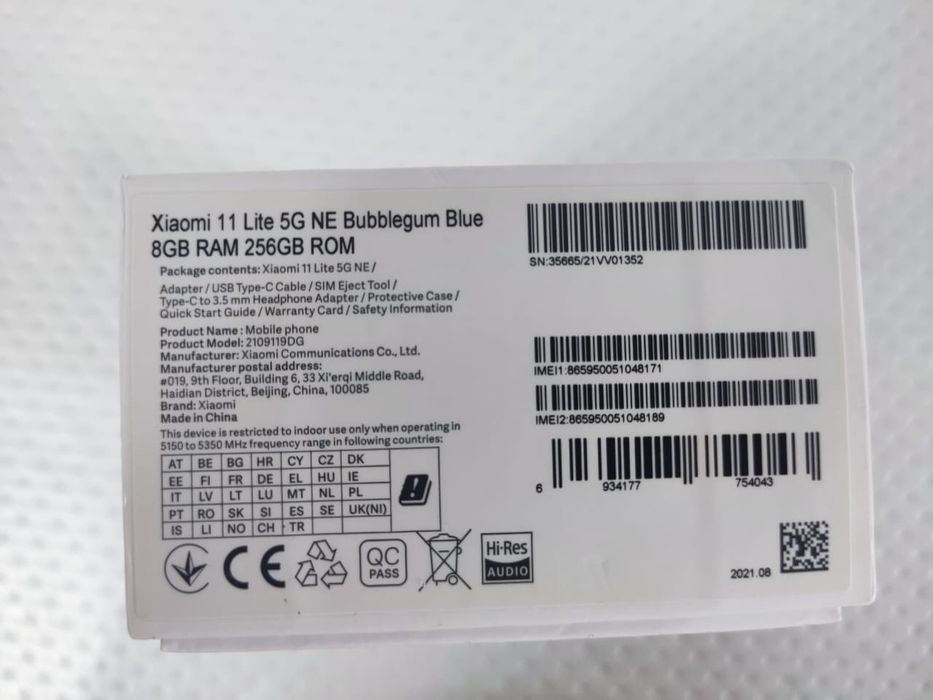 Xiaomi 11 Lite 5G NE Bubblegum Blue
8GB RAM 256GB ROM
Package contents: Xiaomi 11 Lite 5G NE /
Adapter / USB Type-C Cable / SIM Eject Tool /
Type-C to 3.5 mm Headphone Adapter / Protective Case /
Quick Start Guide / Warranty Card / Safety Information
Product Name : Mobile phone
Product Model: 2109119DG
Manufacturer: Xiaomi Communications Co., Ltd.
Manufacturer postal address:
#019, 9th Floor, Building 6, 33 Xi'erqi Middle Road,
Haidian District, Beijing, China, 100085
Brand: Xiaomi
Made in China
This device is restricted to indoor use only when operating in
5150 to 5350 MHz frequency range in following countries:
AT BE BG HR CY CZ DK
EE FI FR DE EL HU IE
IT LV LT LU MT NL PL
PT RO SK SI ES SE UK(NI)
IS LI NO CH TR
CE
QC
PASS
Hi-Res
AUDIO
SN:35665/21VV01352
IMEI1:865950051048171
IMEI2:865950051048189
6 934177 754043
2021.08